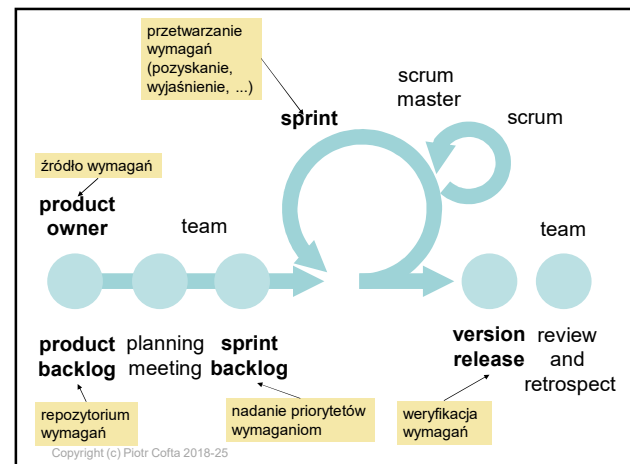 przetwarzanie
wymagań
(pozyskanie,
wyjaśnienie, ...)
sprint
scrum
master
scrum
źródło wymagań
product
owner
team
team
product
backlog
planning
meeting
sprint
backlog
version
release
review
and
retrospect
repozytorium
wymagań
nadanie priorytetów
wymaganiom
weryfikacja
wymagań
Copyright (c) Piotr Cofta 2018-25